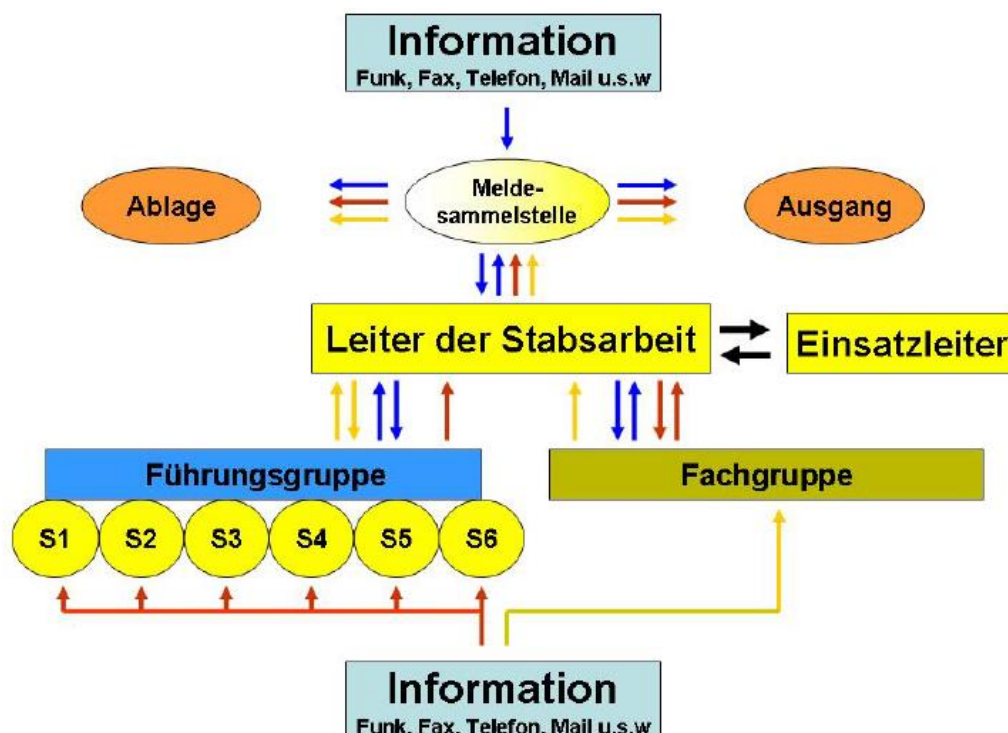 Information
Funk, Fax, Telefon, Mail u.s.w
Ablage
Melde-
sammelstelle
Ausgang
Leiter der Stabsarbeit
Einsatzleiter
Führungsgruppe
Fachgruppe
S1 S2 S3 S4 S5 S6
Information
Funk, Fax, Telefon, Mail u.s.w